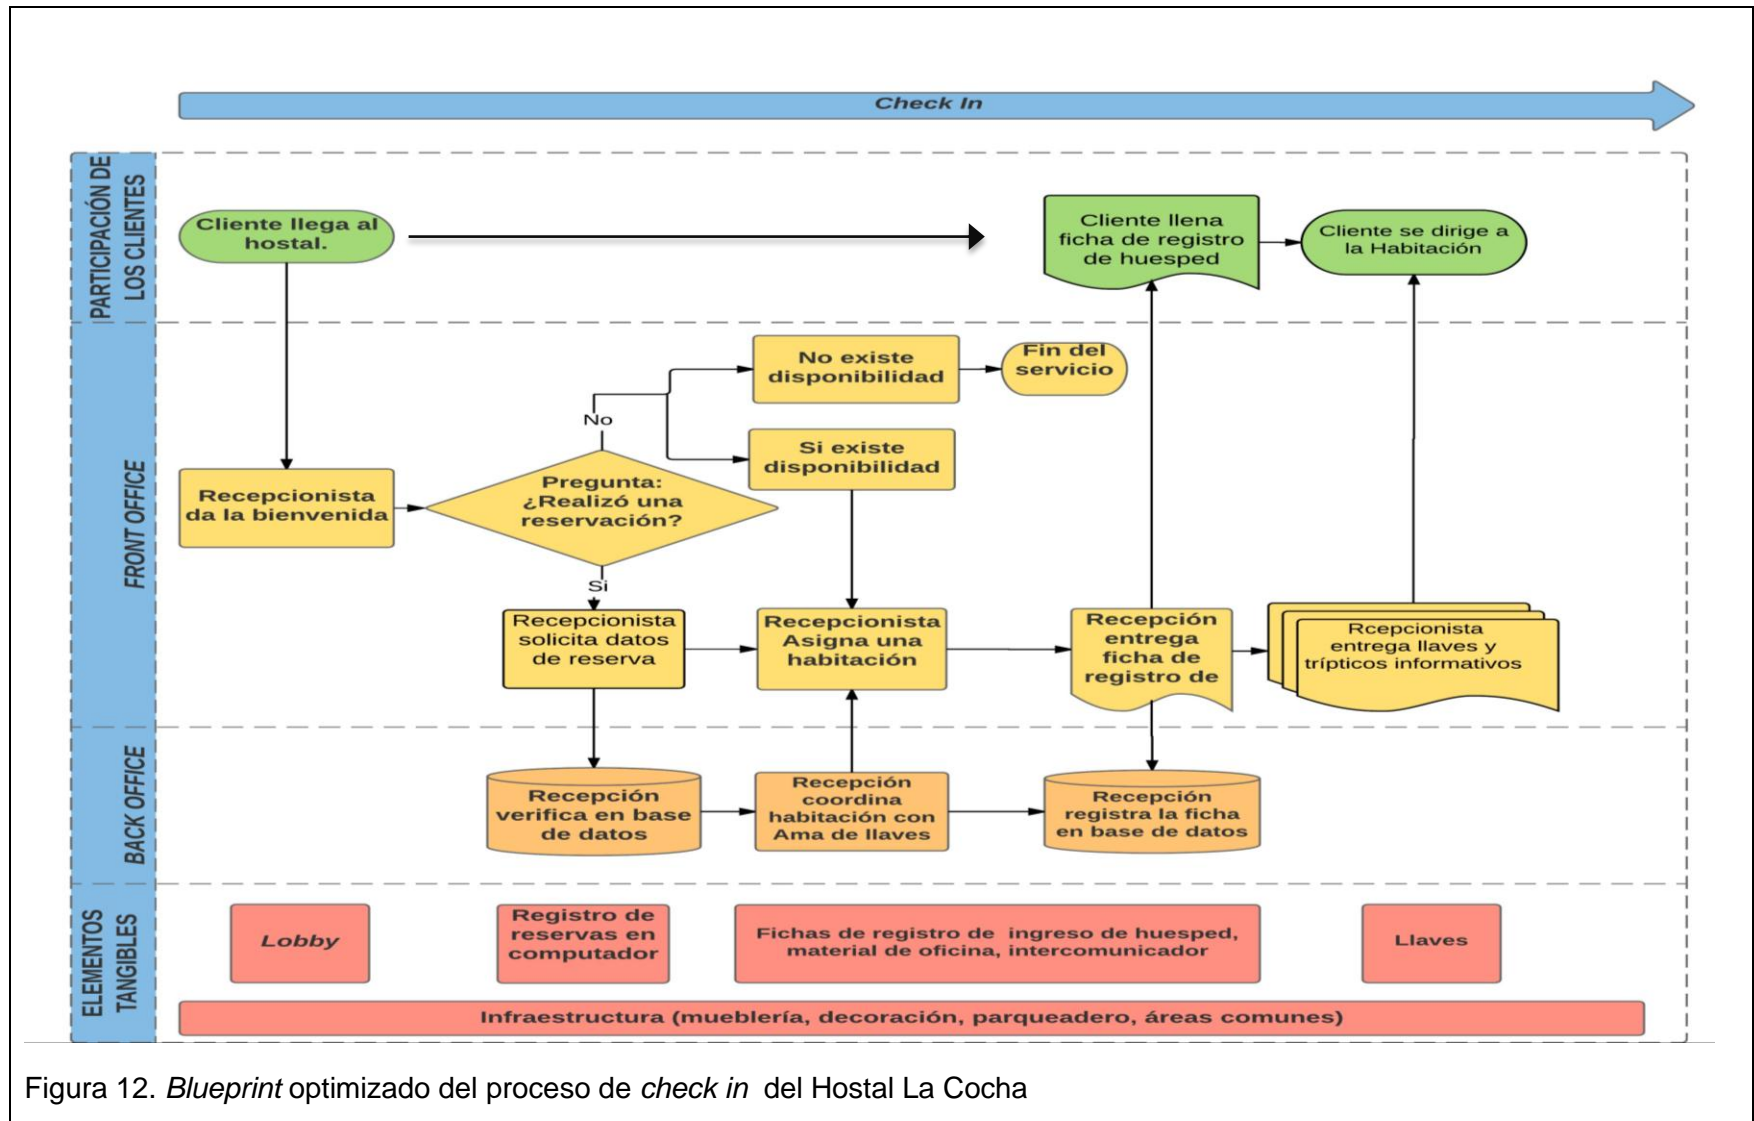 Check In
PARTICIPACIÓN DE
LOS CLIENTES
Cliente llega al
hostal.
Cliente llena
ficha de registro
de huesped
Cliente se dirige a
la Habitación
FRONT OFFICE
No existe
disponibilidad
Fin del
servicio
No
Si existe
disponibilidad
Recepcionista
da la bienvenida
Pregunta:
¿Realizó una
reservación?
Si
Recepcionista
solicita datos
de reserva
Recepcionista
Asigna una
habitación
Recepción
entrega
ficha de
registro de
Rcepcionista
entrega llaves y
trípticos informativos
BACK OFFICE
Recepción
verifica en base
de datos
Recepción
coordina
habitación con
Ama de llaves
Recepción
registra la ficha
en base de datos
ELEMENTOS
TANGIBLES
Lobby
Registro de
reservas en
computador
Fichas de registro de ingreso de huesped,
material de oficina, intercomunicador
Llaves
Infraestructura (mueblería, decoración, parqueadero, áreas comunes)
Figura 12. Blueprint optimizado del proceso de check in del Hostal La Cocha